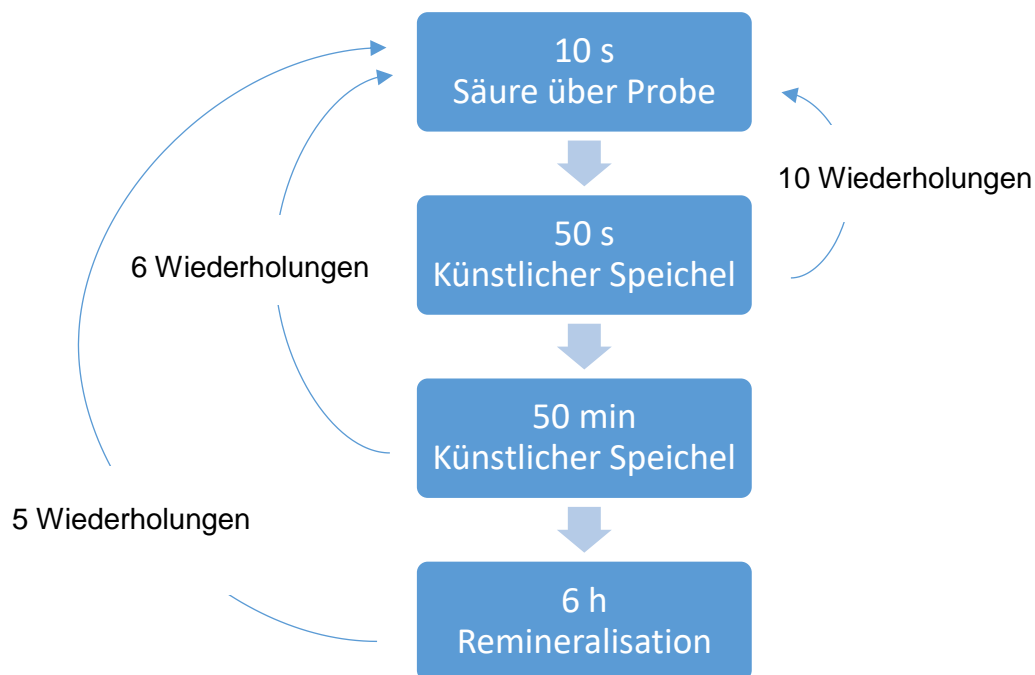 10 s
Säure über Probe
10 Wiederholungen
50 s
Künstlicher Speichel
6 Wiederholungen
50 min
Künstlicher Speichel
5 Wiederholungen
6 h
Remineralisation